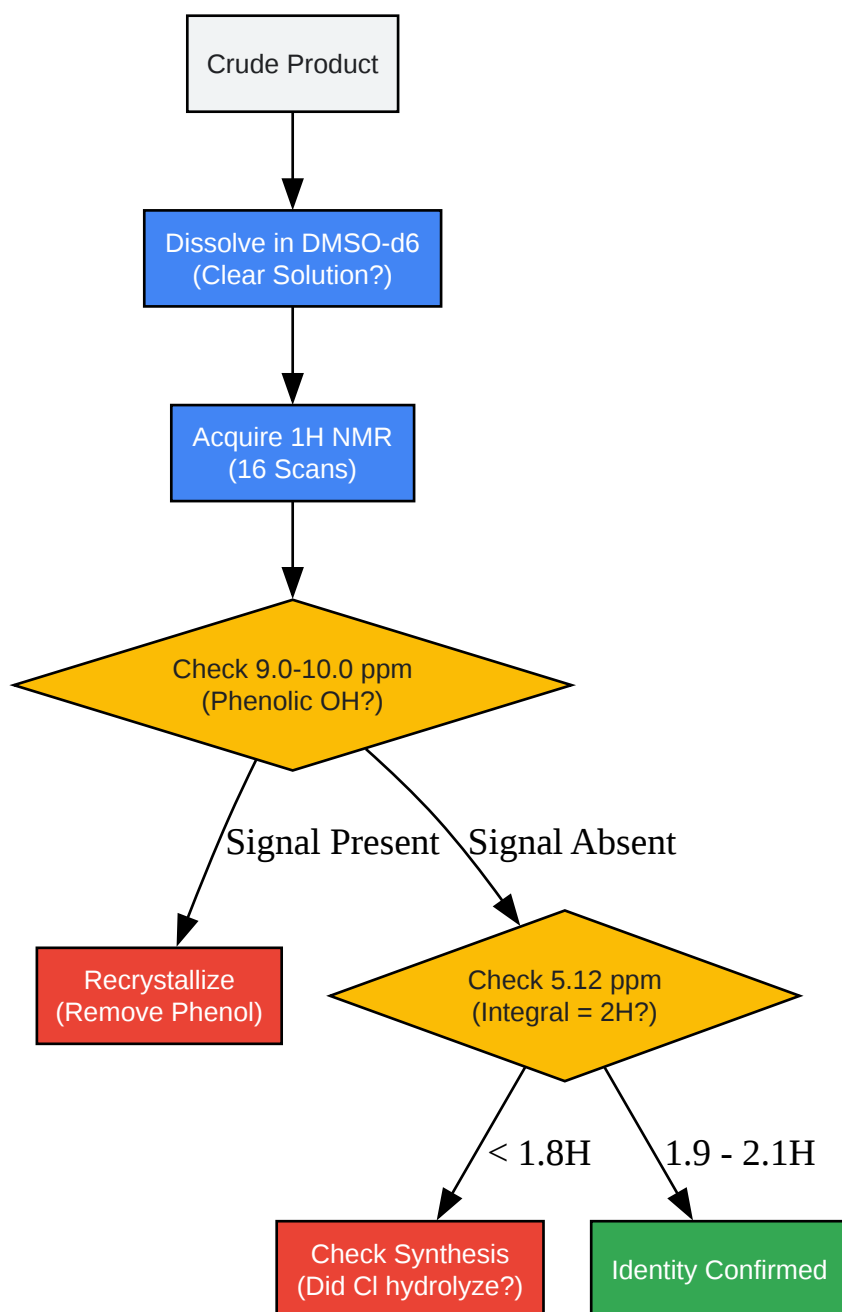 Crude Product
Dissolve in DMSO-d6
(Clear Solution?)
Acquire 1H NMR
(16 Scans)
Check 9.0-10.0 ppm
(Phenolic OH?)
Signal Present
Signal Absent
Recrystallize
(Remove Phenol)
Check 5.12 ppm
(Integral = 2H?)
< 1.8H
1.9 - 2.1H
Check Synthesis
(Did Cl hydrolyze?)
Identity Confirmed